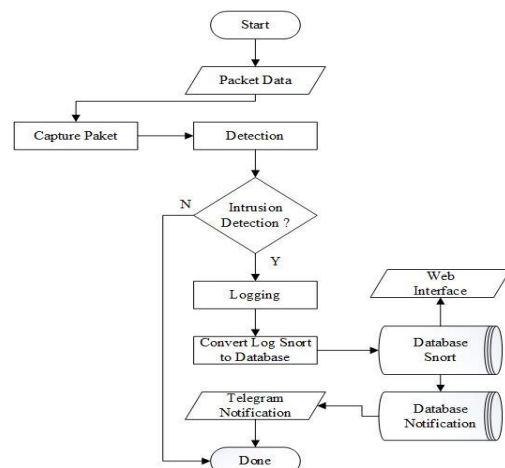 Start
Packet Data
Capture Paket
Detection
N
Intrusion
Detection ?
Y
Logging
Web
Interface
Convert Log Snort
to Database
Database
Snort
Telegram
Notification
Database
Notification
Done